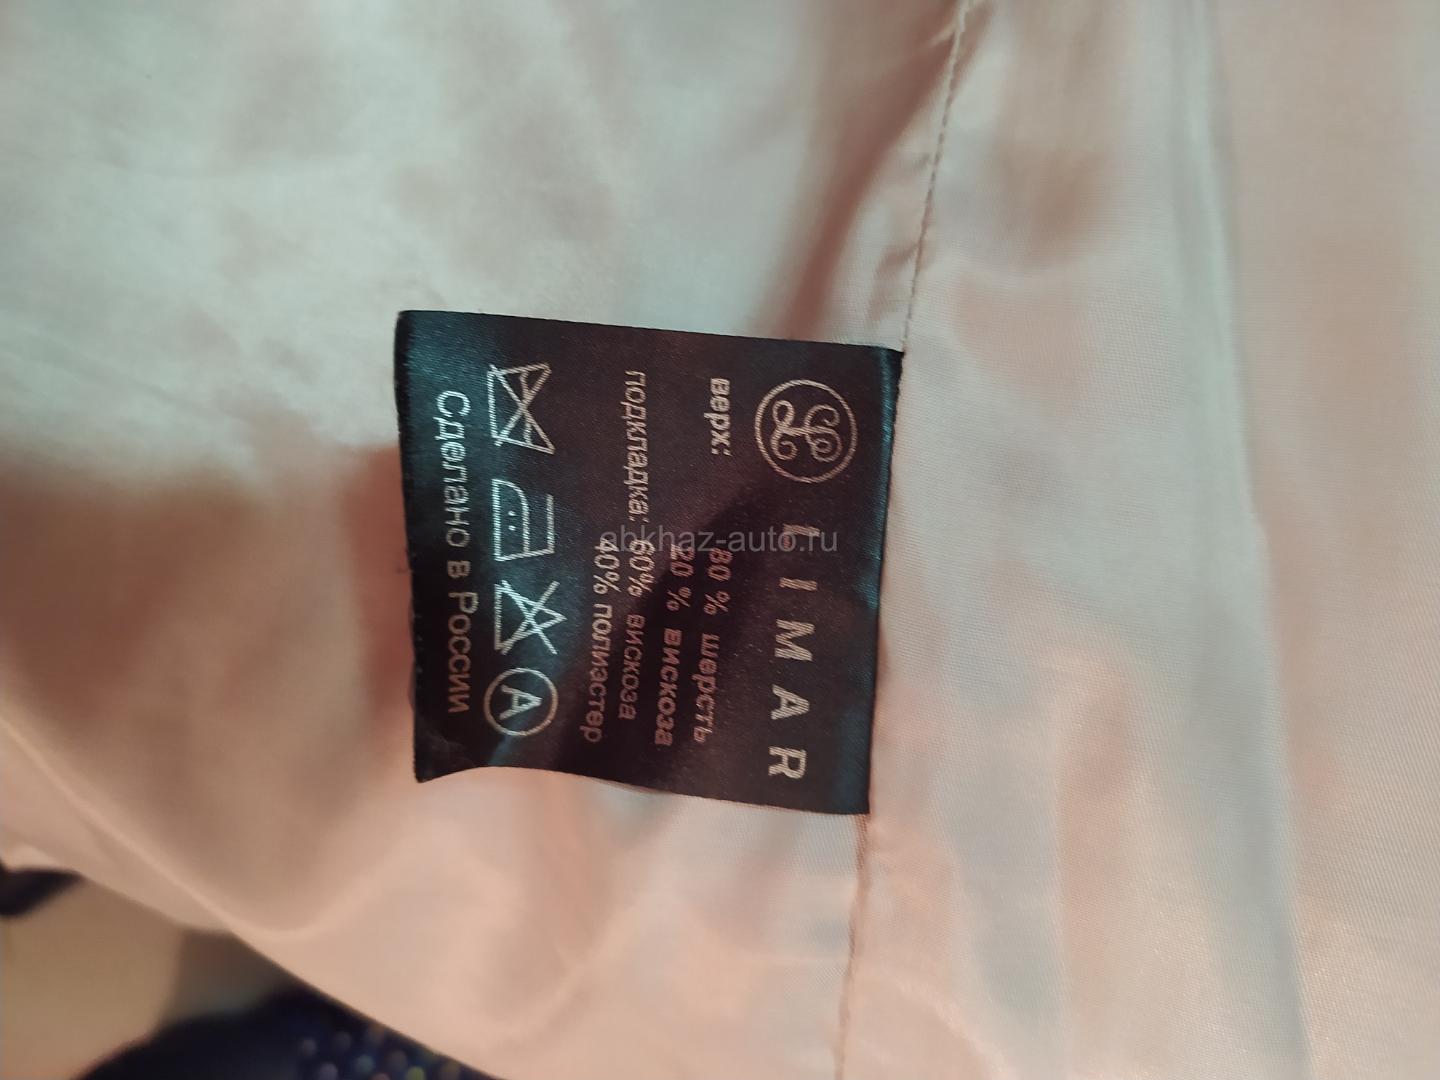 LIMAR
верх: 80 % шерсть
20 % вискоза
подкладка: 60% вискоза
40% полиэстер
A
Сделано в России
abkhaz-auto.ru